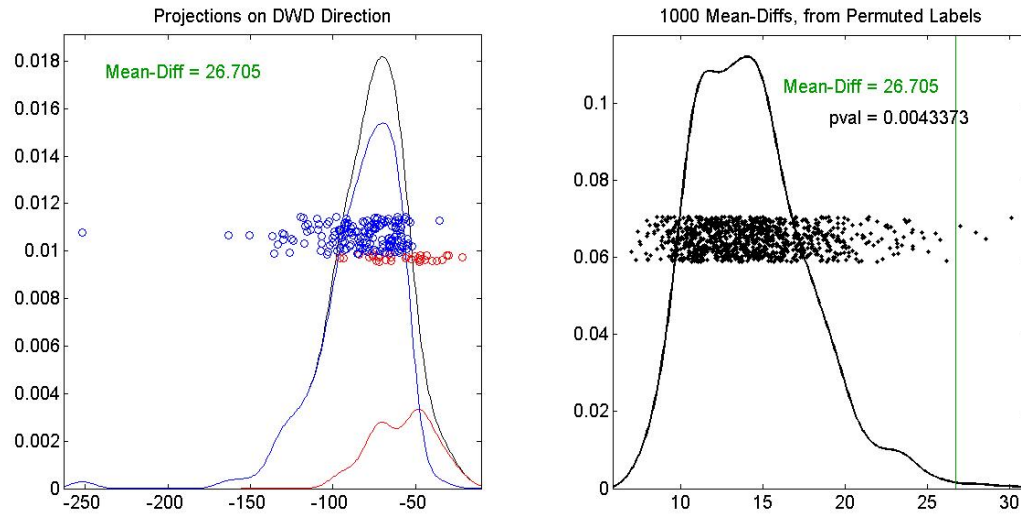 Projections on DWD Direction
Mean-Diff = 26.705
0.018
0.016
0.014
0.012
0.01
0.008
0.006
0.004
0.002
0
-250 -200 -150 -100 -50
1000 Mean-Diffs, from Permuted Labels
Mean-Diff = 26.705
pval = 0.0043373
0.1
0.08
0.06
0.04
0.02
0
10 15 20 25 30